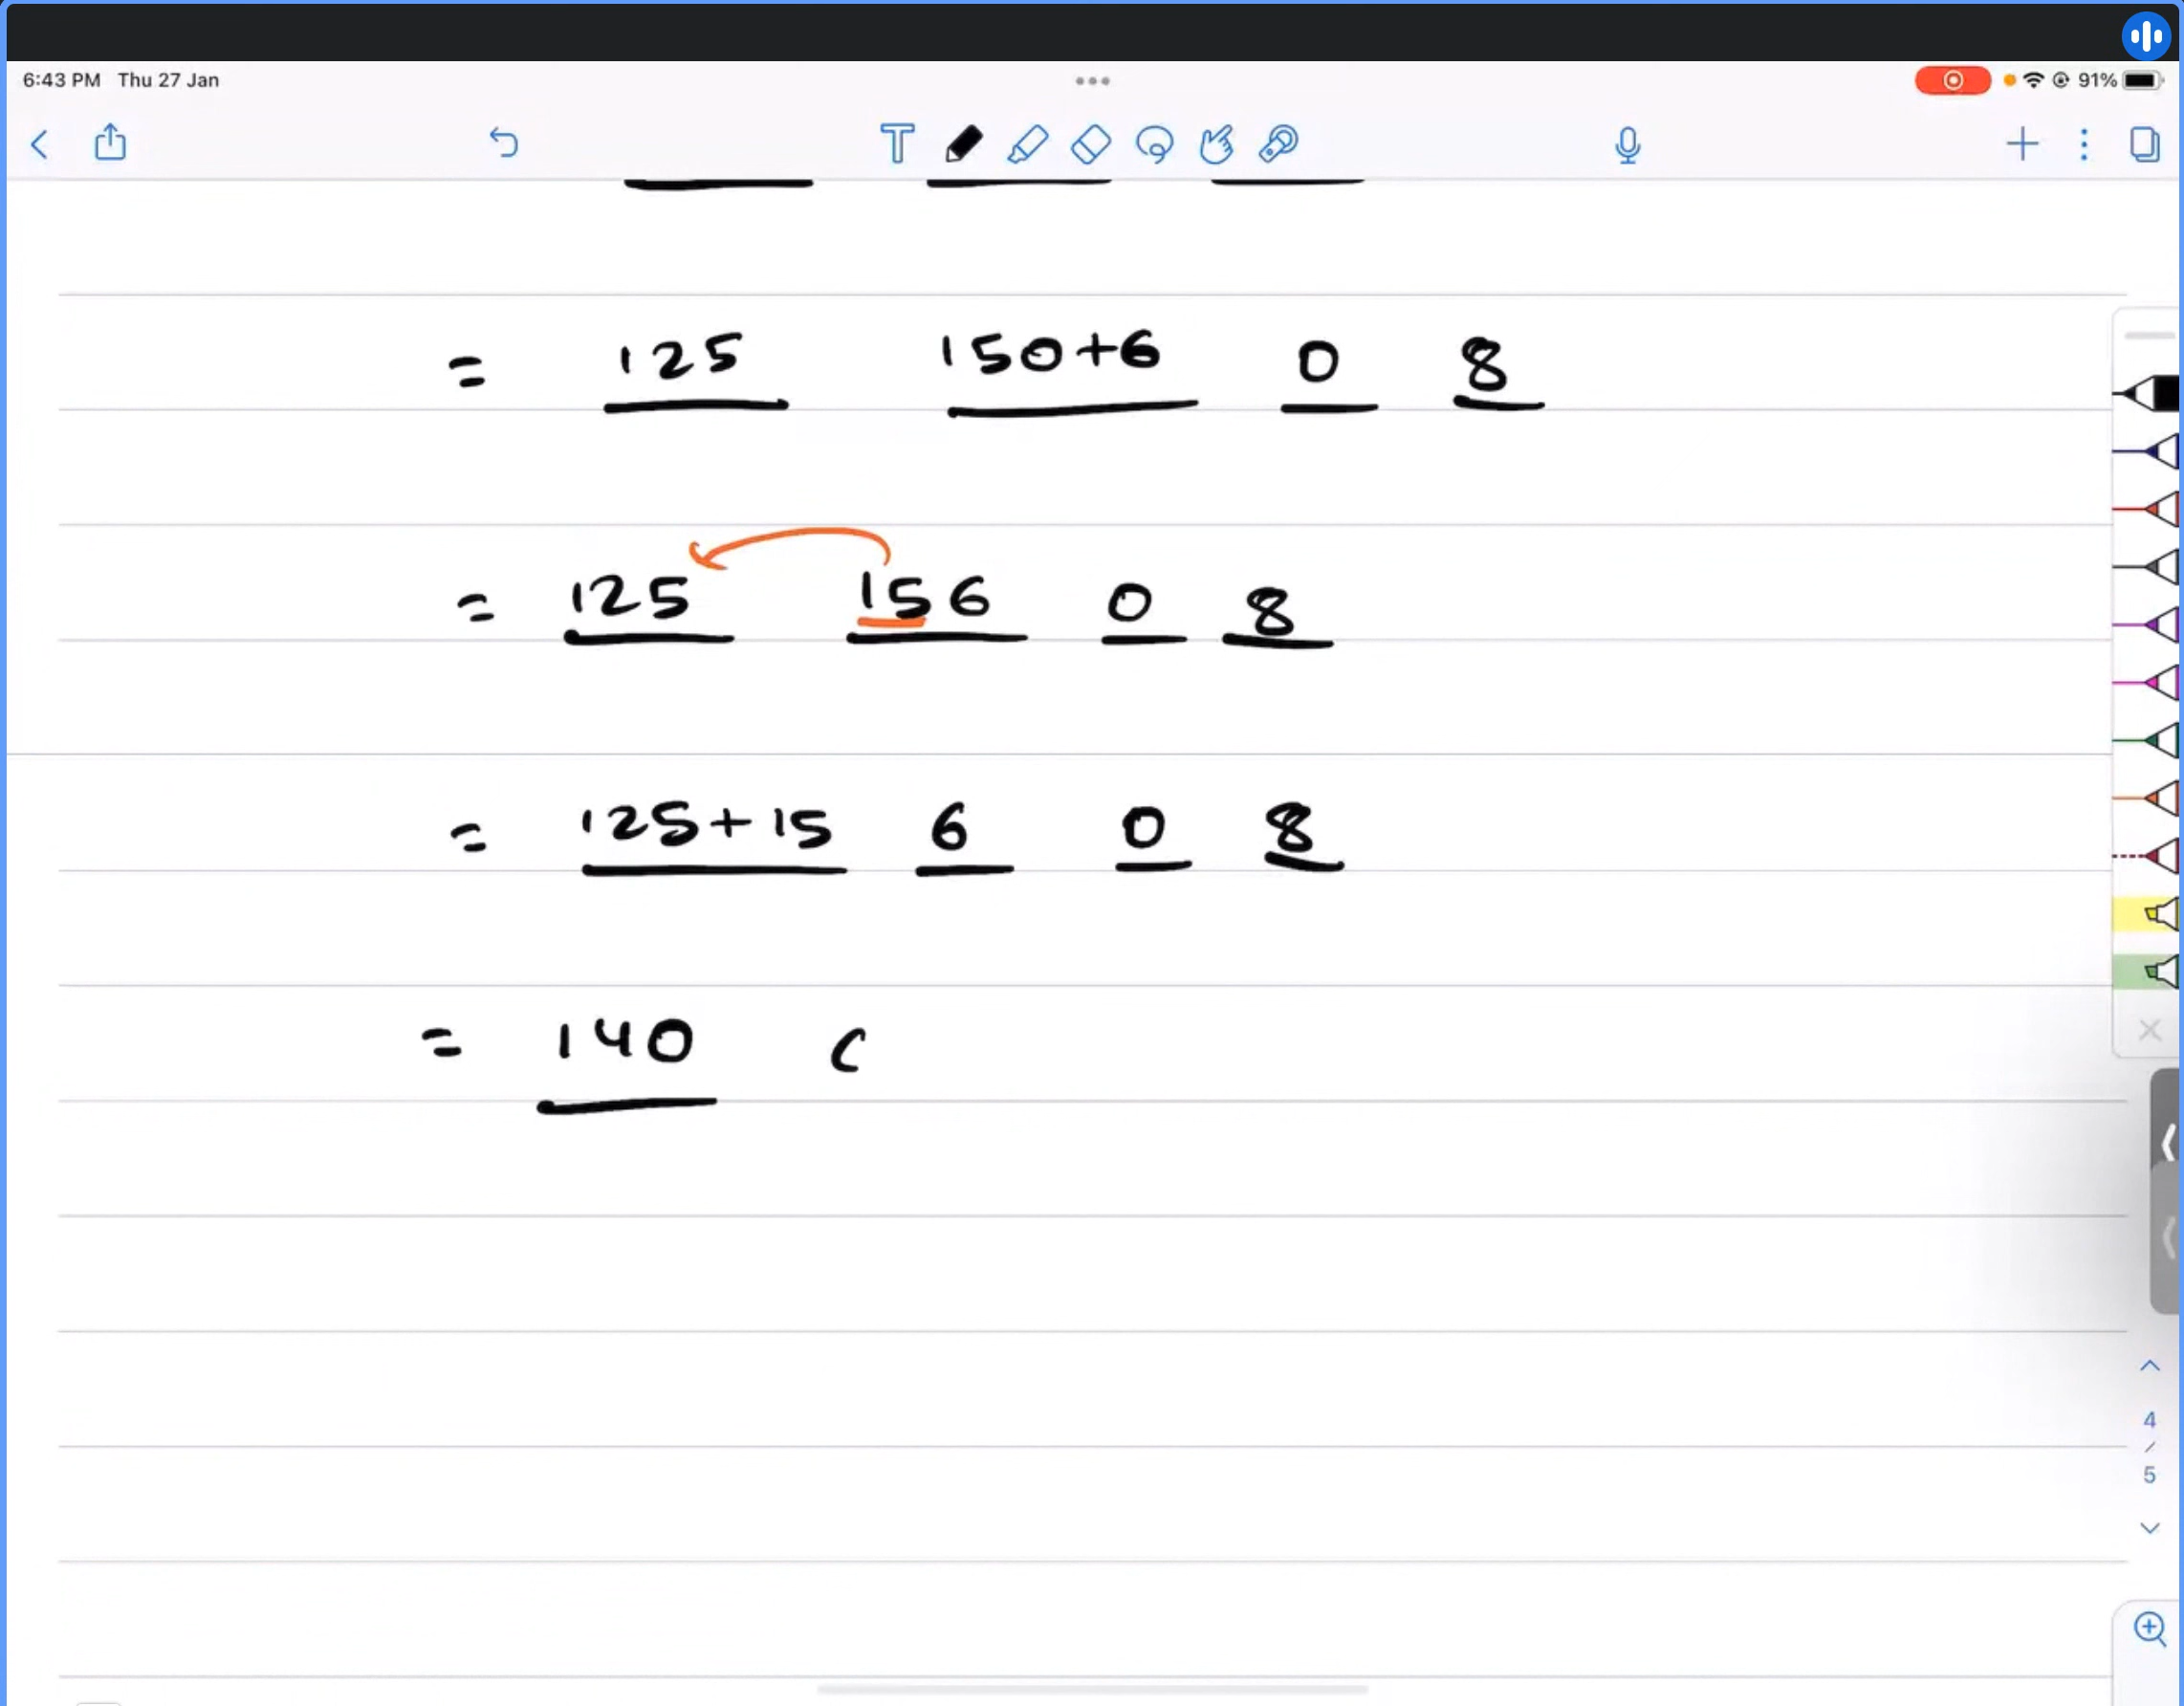 6:43 PM Thu 27 Jan 91%
= 125 150+6 0 8
= 125 156 0 8
= 125+15 6 0 8
= 140
4
/
5